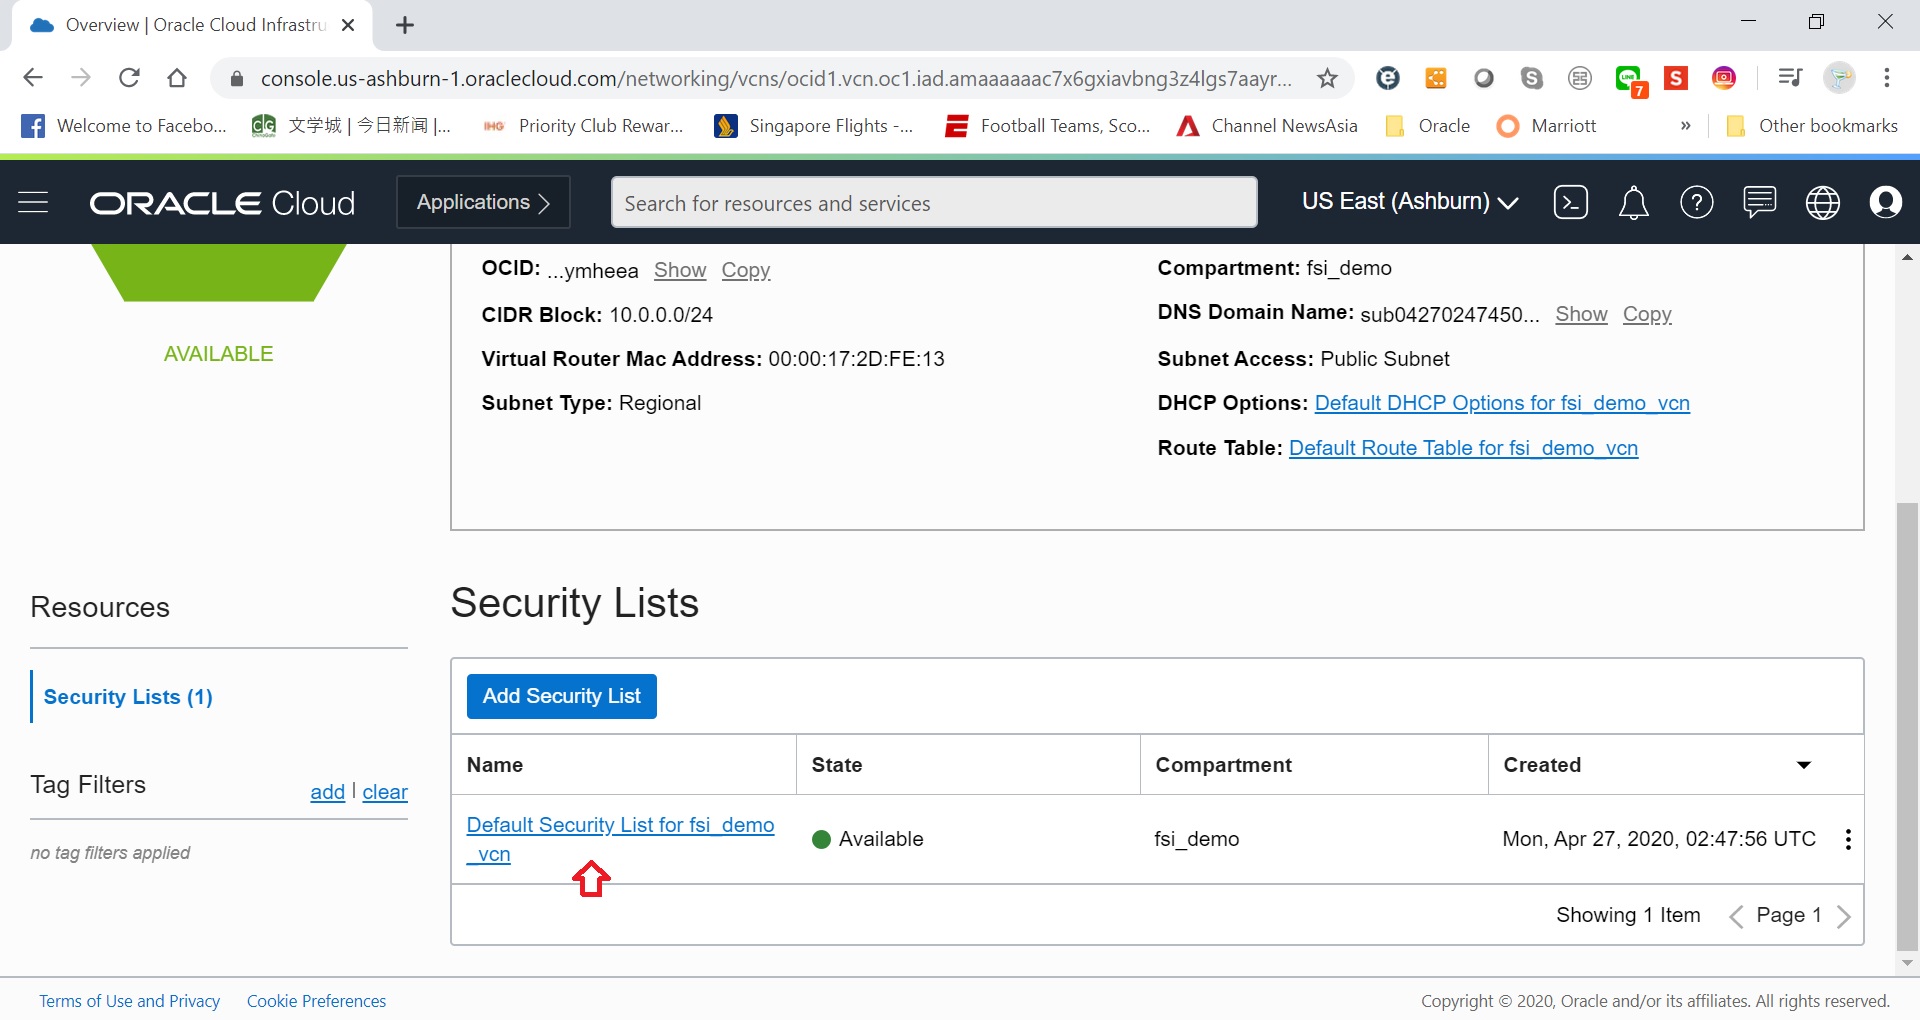 Overview | Oracle Cloud Infrastru
console.us-ashburn-1.oraclecloud.com/networking/vcns/ocid1.vcn.oc1.iad.amaaaaaac7x6gxiavbng3z4lgs7aayr...
7
S
Welcome to Facebo...
文学城 | 今日新闻 |...
IHG
Priority Club Rewar...
Singapore Flights -...
Football Teams, Sco...
Channel NewsAsia
Oracle
Marriott
»
Other bookmarks
ORACLE Cloud
Applications
Search for resources and services
US East (Ashburn)
OCID: ...ymheea Show Copy
Compartment: fsi_demo
CIDR Block: 10.0.0.0/24
DNS Domain Name: sub04270247450... Show Copy
AVAILABLE
Virtual Router Mac Address: 00:00:17:2D:FE:13
Subnet Access: Public Subnet
Subnet Type: Regional
DHCP Options: Default DHCP Options for fsi_demo_vcn
Route Table: Default Route Table for fsi_demo_vcn
Resources
Security Lists (1)
Tag Filters
add | clear
no tag filters applied
Security Lists
Add Security List
Name State Compartment Created
Default Security List for fsi_demo
_vcn
Available
fsi_demo
Mon, Apr 27, 2020, 02:47:56 UTC
Showing 1 Item
Page 1
Terms of Use and Privacy Cookie Preferences
Copyright © 2020, Oracle and/or its affiliates. All rights reserved.